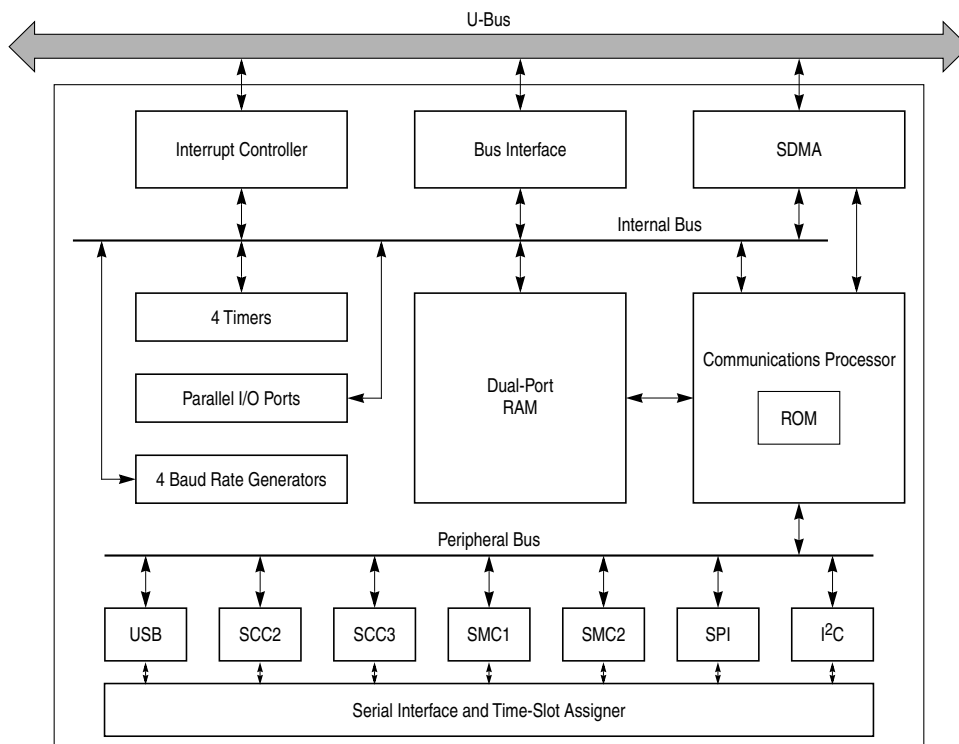 U-Bus
Interrupt Controller
Bus Interface
SDMA
Internal Bus
4 Timers
Parallel I/O Ports
4 Baud Rate Generators
Dual-Port
RAM
Communications Processor
ROM
Peripheral Bus
USB
SCC2
SCC3
SMC1
SMC2
SPI
I²C
Serial Interface and Time-Slot Assigner